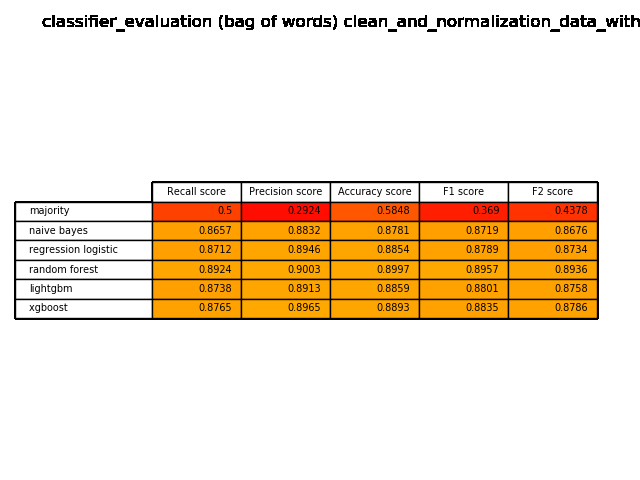 classifier_evaluation (bag of words) clean_and_normalization_data_with
Recall score Precision score Accuracy score F1 score F2 score
majority 0.5 0.2924 0.5848 0.369 0.4378
naive bayes 0.8657 0.8832 0.8781 0.8719 0.8676
regression logistic 0.8712 0.8946 0.8854 0.8789 0.8734
random forest 0.8924 0.9003 0.8997 0.8957 0.8936
lightgbm 0.8738 0.8913 0.8859 0.8801 0.8758
xgboost 0.8765 0.8965 0.8893 0.8835 0.8786